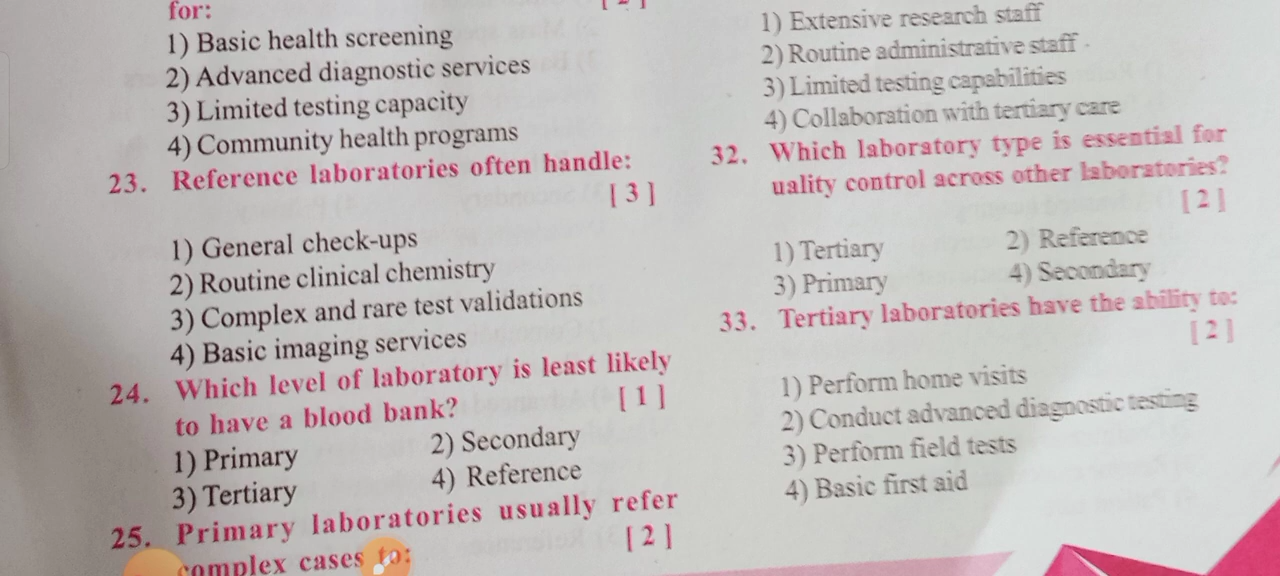 for:
1) Basic health screening
2) Advanced diagnostic services
3) Limited testing capacity
4) Community health programs
23. Reference laboratories often handle:
[ 3 ]
1) General check-ups
2) Routine clinical chemistry
3) Complex and rare test validations
4) Basic imaging services
24. Which level of laboratory is least likely
to have a blood bank? [ 1 ]
1) Primary 2) Secondary
3) Tertiary 4) Reference
25. Primary laboratories usually refer
complex cases to: [ 2 ]
1) Extensive research staff
2) Routine administrative staff
3) Limited testing capabilities
4) Collaboration with tertiary care
32. Which laboratory type is essential for
uality control across other laboratories?
[ 2 ]
1) Tertiary 2) Reference
3) Primary 4) Secondary
33. Tertiary laboratories have the ability to:
[ 2 ]
1) Perform home visits
2) Conduct advanced diagnostic testing
3) Perform field tests
4) Basic first aid